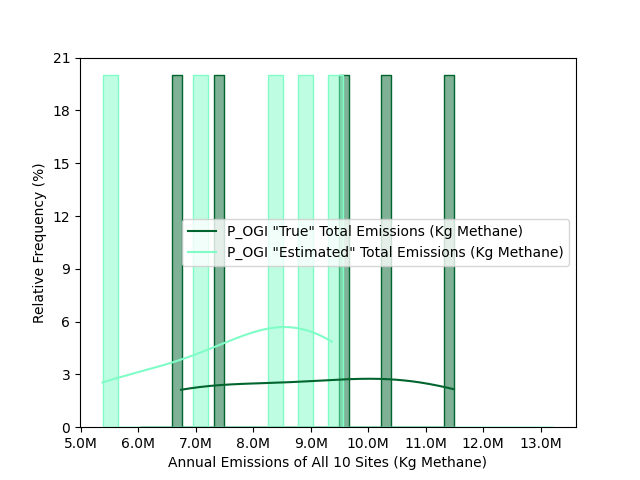 21
18
15
12
9
6
3
0
Relative Frequency (%)
P_OGI "True" Total Emissions (Kg Methane)
P_OGI "Estimated" Total Emissions (Kg Methane)
5.0M 6.0M 7.0M 8.0M 9.0M 10.0M 11.0M 12.0M 13.0M
Annual Emissions of All 10 Sites (Kg Methane)